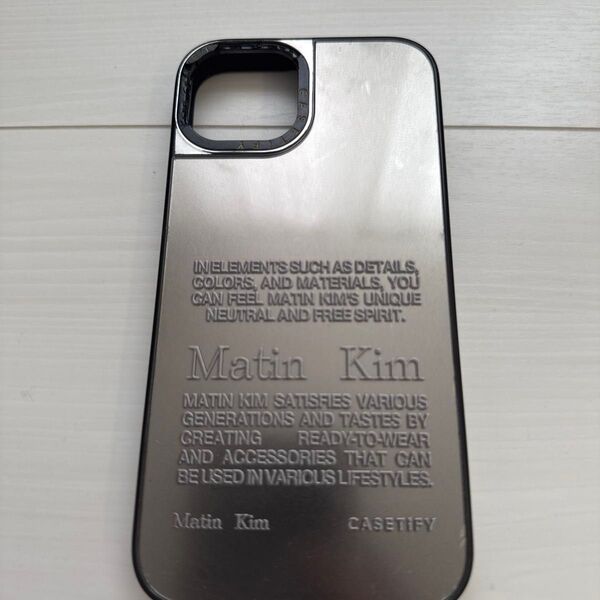 IN ELEMENTS SUCH AS DETAILS,
COLORS, AND MATERIALS, YOU
CAN FEEL MATIN KIM'S UNIQUE
NEUTRAL AND FREE SPIRIT.
Matin Kim
MATIN KIM SATISFIES VARIOUS
GENERATIONS AND TASTES BY
CREATING READY-TO-WEAR
AND ACCESSORIES THAT CAN
BE USED IN VARIOUS LIFESTYLES.
Matin Kim CASETiFY